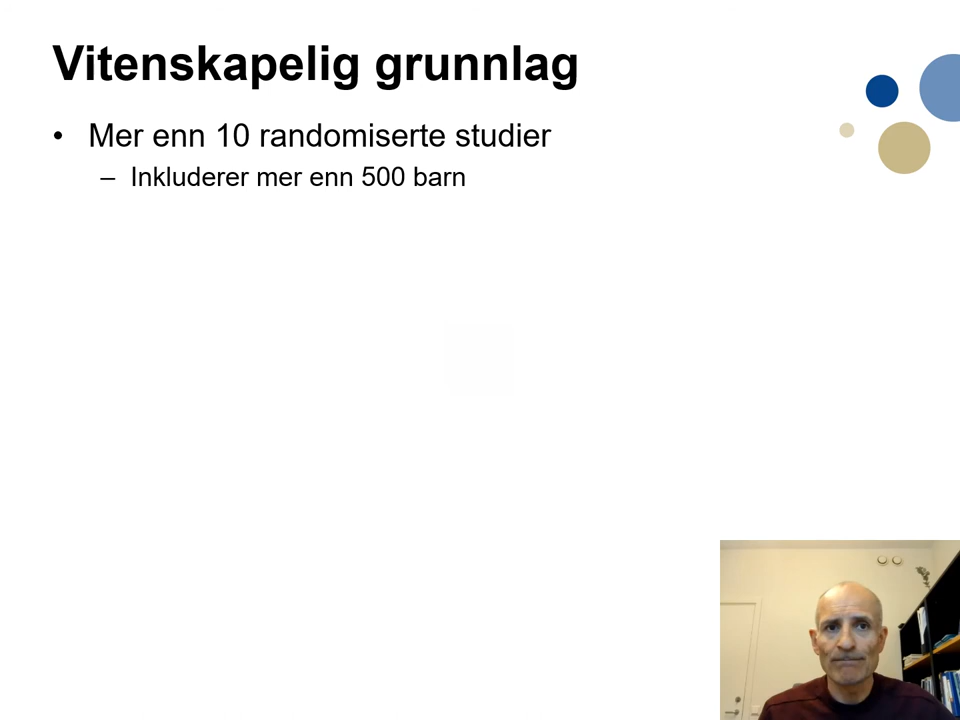 Vitenskapelig grunnlag
• Mer enn 10 randomiserte studier
– Inkluderer mer enn 500 barn